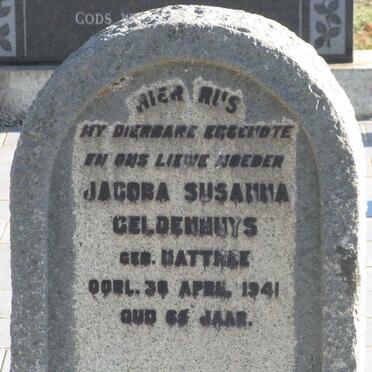 GODS
HIER RUS
MY DIERBARE EGGENOTE
EN ONS LIEWE MOEDER
JACOBA SUSANNA
GELDENHUYS
GEB.
OORL. 30 APRIL 1941
OUD 65 JAAR.